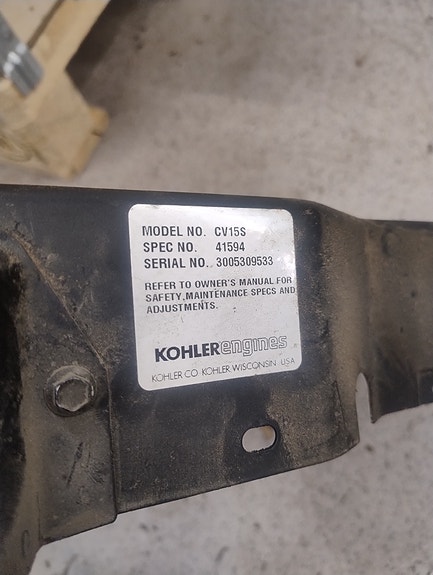 MODEL NO. CV15S
SPEC NO. 41594
SERIAL NO. 3005309533
REFER TO OWNER'S MANUAL FOR
SAFETY, MAINTENANCE SPECS AND
ADJUSTMENTS.
KOHLERengines
KOHLER CO. KOHLER WISCONSIN U.S.A.